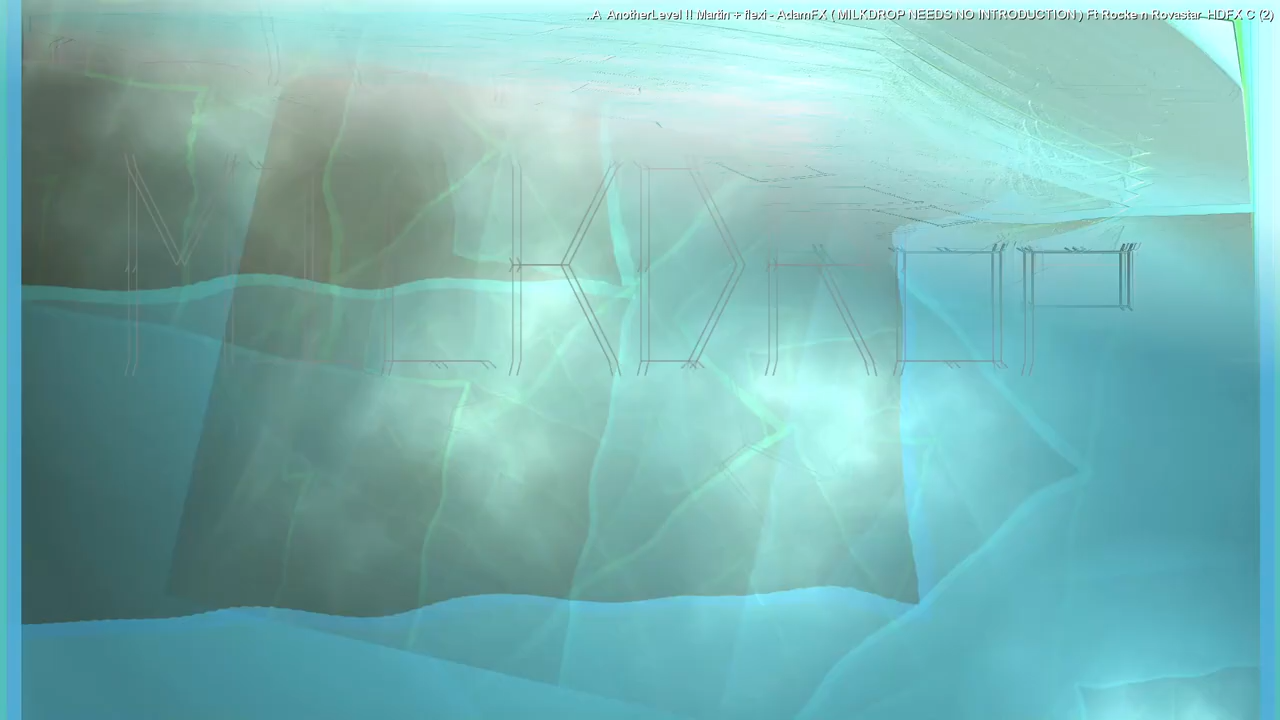 ..A AnotherLevel !! Martin + flexi - AdamFX ( MILKDROP NEEDS NO INTRODUCTION ) Ft Rocke n Rovastar HDFX C (2)
MILKDROP